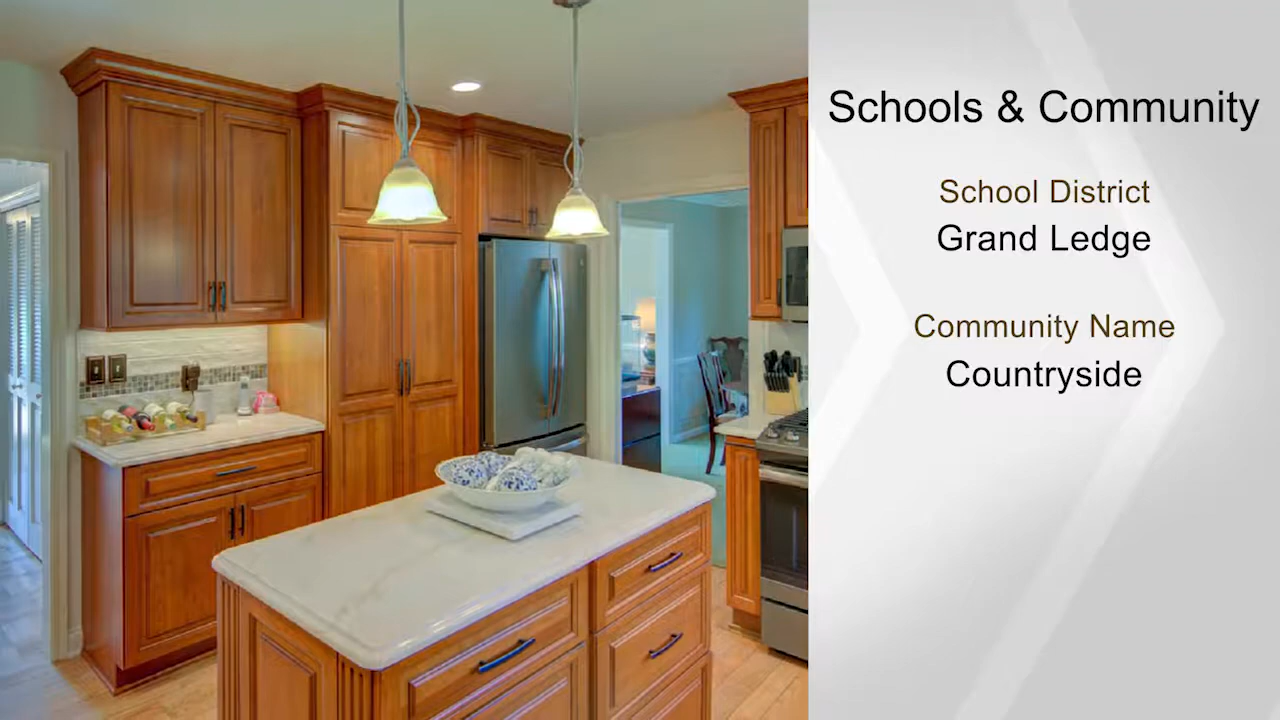 Schools & Community
School District
Grand Ledge
Community Name
Countryside